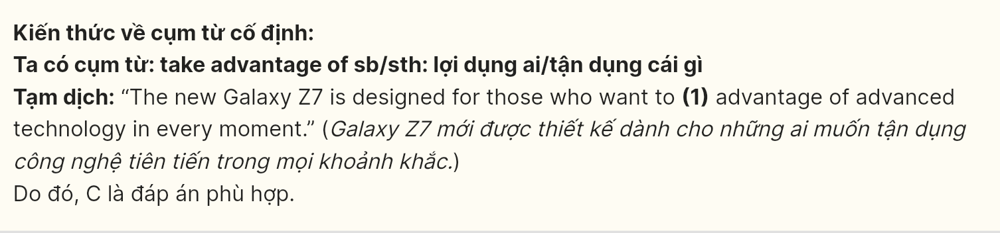 Kiến thức về cụm từ cố định:
Ta có cụm từ: take advantage of sb/sth: lợi dụng ai/tận dụng cái gì
Tạm dịch: “The new Galaxy Z7 is designed for those who want to (1) advantage of advanced
technology in every moment.” (Galaxy Z7 mới được thiết kế dành cho những ai muốn tận dụng
công nghệ tiên tiến trong mọi khoảnh khắc.)
Do đó, C là đáp án phù hợp.